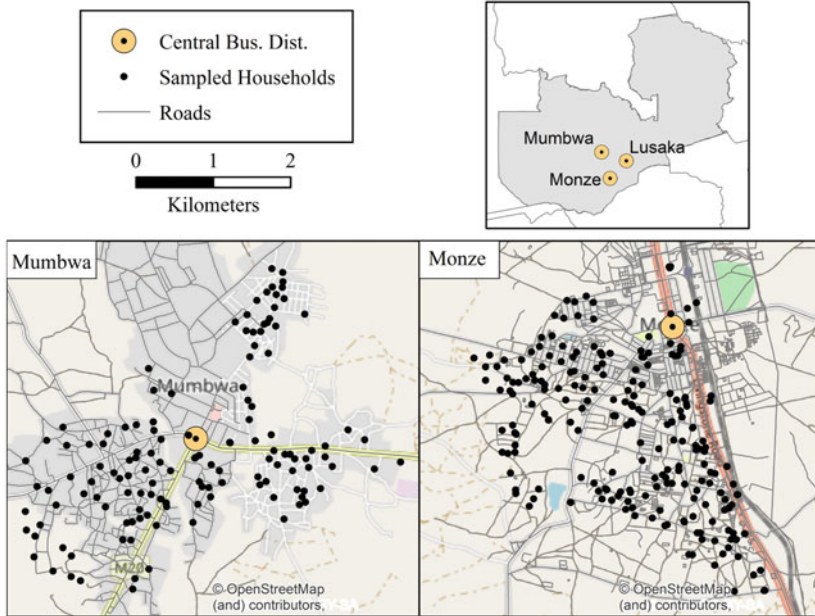 Central Bus. Dist.
Sampled Households
Roads
0 1 2
Kilometers
Mumbwa
Lusaka
Monze
Mumbwa
Mumbwa
M20
© OpenStreetMap
(and) contributors,
Monze
© OpenStreetMap
(and) contributors,